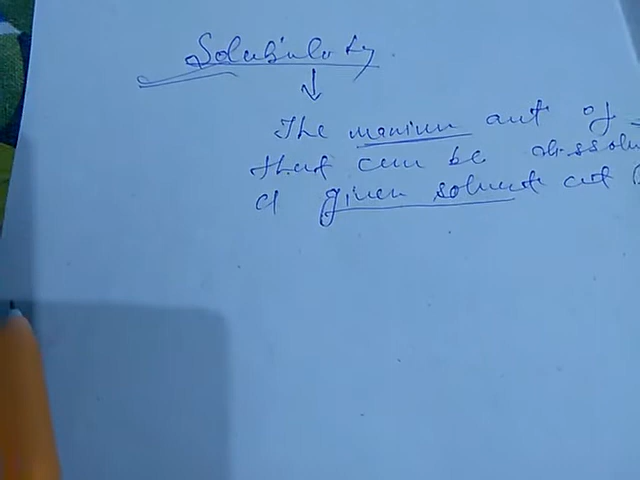 Solubility
The maximum amt of
that can be dissolv
a given solvent at